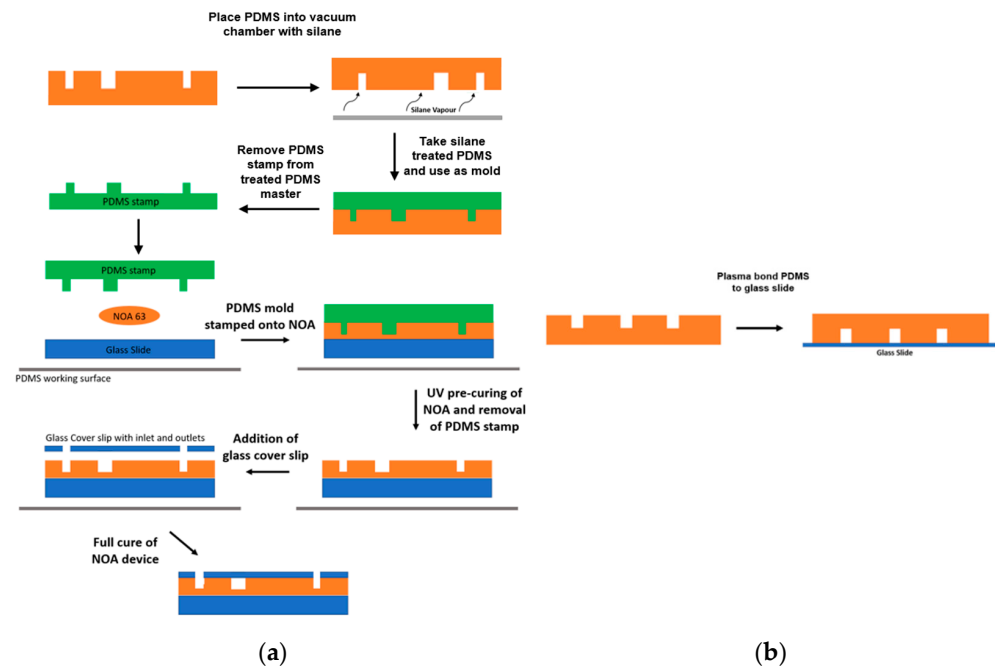 Place PDMS into vacuum
chamber with silane
Silane Vapour
Take silane
treated PDMS
and use as mold
Remove PDMS
stamp from
treated PDMS
master
PDMS stamp
PDMS stamp
NOA 63
Glass Slide
PDMS working surface
PDMS mold
stamped onto NOA
UV pre-curing of
NOA and removal
of PDMS stamp
Addition of
glass cover slip
Glass Cover slip with inlet and outlets
Full cure of
NOA device
(a)
Plasma bond PDMS
to glass slide
Glass Slide
(b)